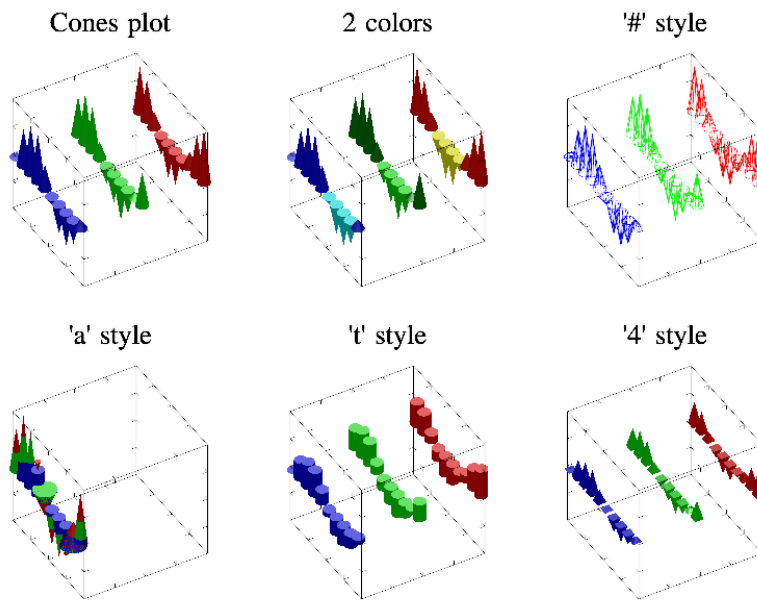 Cones plot
2 colors
'#' style
'a' style
't' style
'4' style